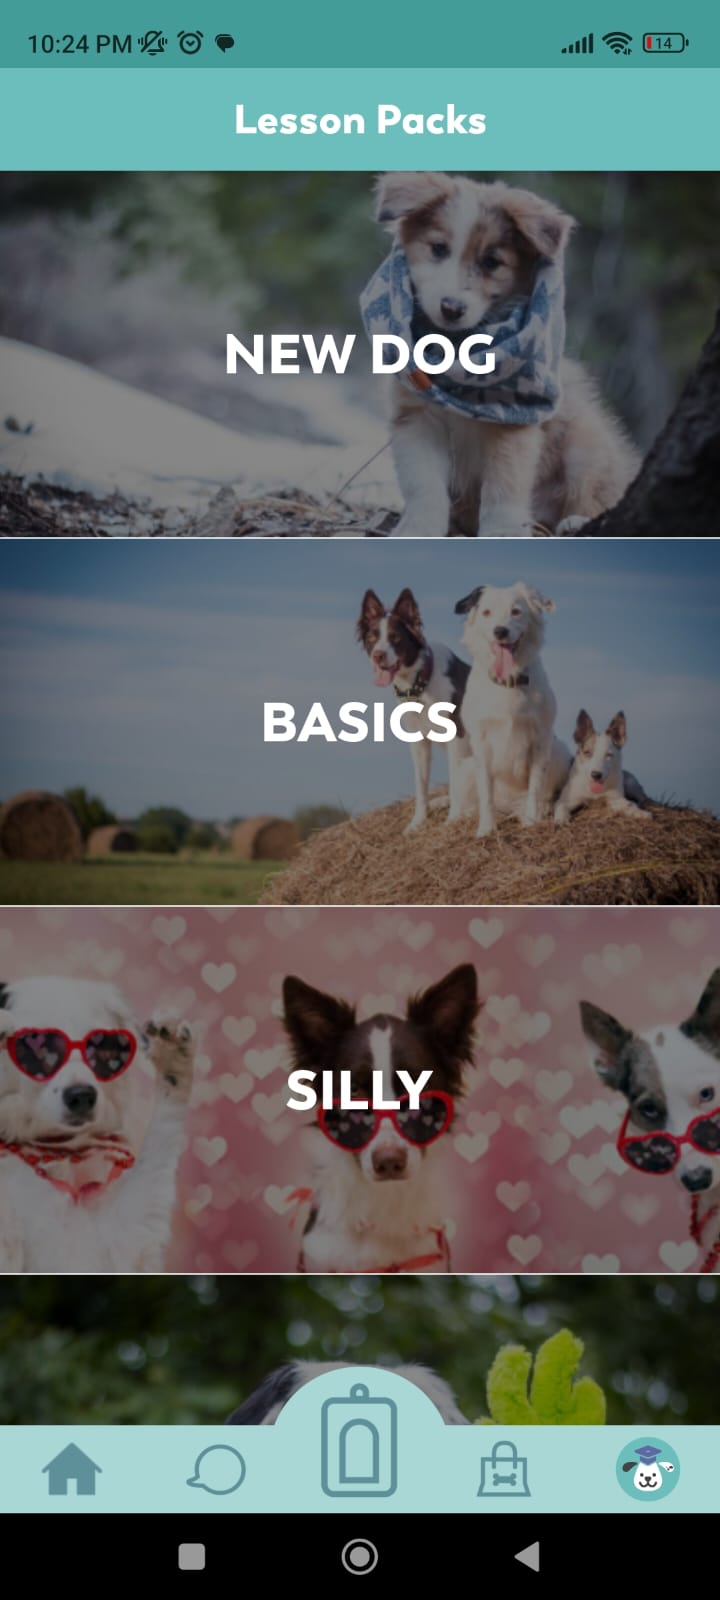 10:24 PM
14
Lesson Packs
NEW DOG
BASICS
SILLY